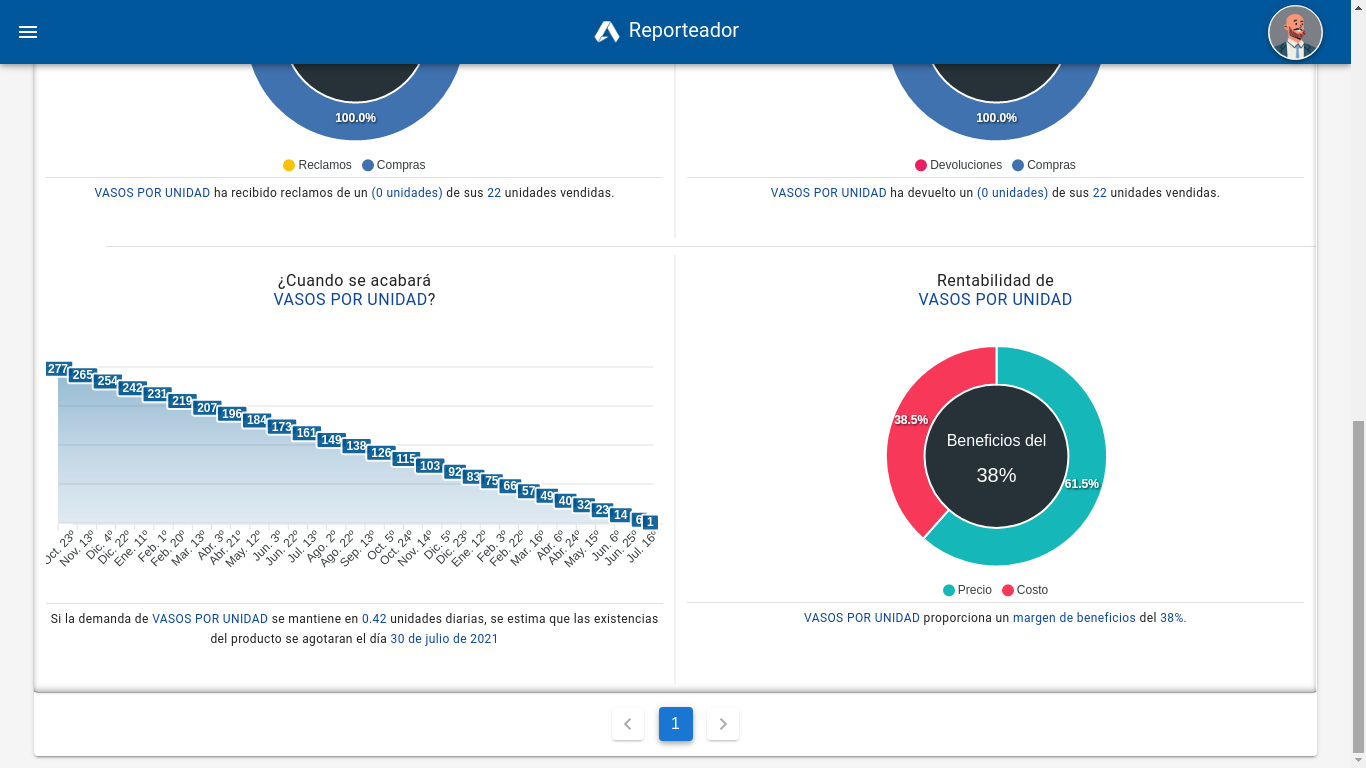 Reporteador
100.0%
Reclamos Compras
VASOS POR UNIDAD ha recibido reclamos de un (0 unidades) de sus 22 unidades vendidas.
100.0%
Devoluciones Compras
VASOS POR UNIDAD ha devuelto un (0 unidades) de sus 22 unidades vendidas.
¿Cuando se acabará
VASOS POR UNIDAD?
277 265 254 242 231 219 207 196 184 173 161 149 138 126 115 103 92 83 75 66 57 49 40 32 23 14 6 1
Oct. 23º Nov. 13º Dic. 4º Dic. 22º Ene. 11º Feb. 1º Feb. 20º Mar. 13º Abr. 3º Abr. 21º May. 12º Jun. 3º Jun. 22º Jul. 13º Ago. 2º Ago. 22º Sep. 13º Oct. 5º Oct. 24º Nov. 14º Dic. 5º Dic. 23º Ene. 12º Feb. 3º Feb. 22º Mar. 16º Abr. 6º Abr. 24º May. 15º Jun. 6º Jun. 25º Jul. 16º
Si la demanda de VASOS POR UNIDAD se mantiene en 0.42 unidades diarias, se estima que las existencias
del producto se agotaran el día 30 de julio de 2021
Rentabilidad de
VASOS POR UNIDAD
38.5%
Beneficios del
38%
61.5%
Precio Costo
VASOS POR UNIDAD proporciona un margen de beneficios del 38%.
1